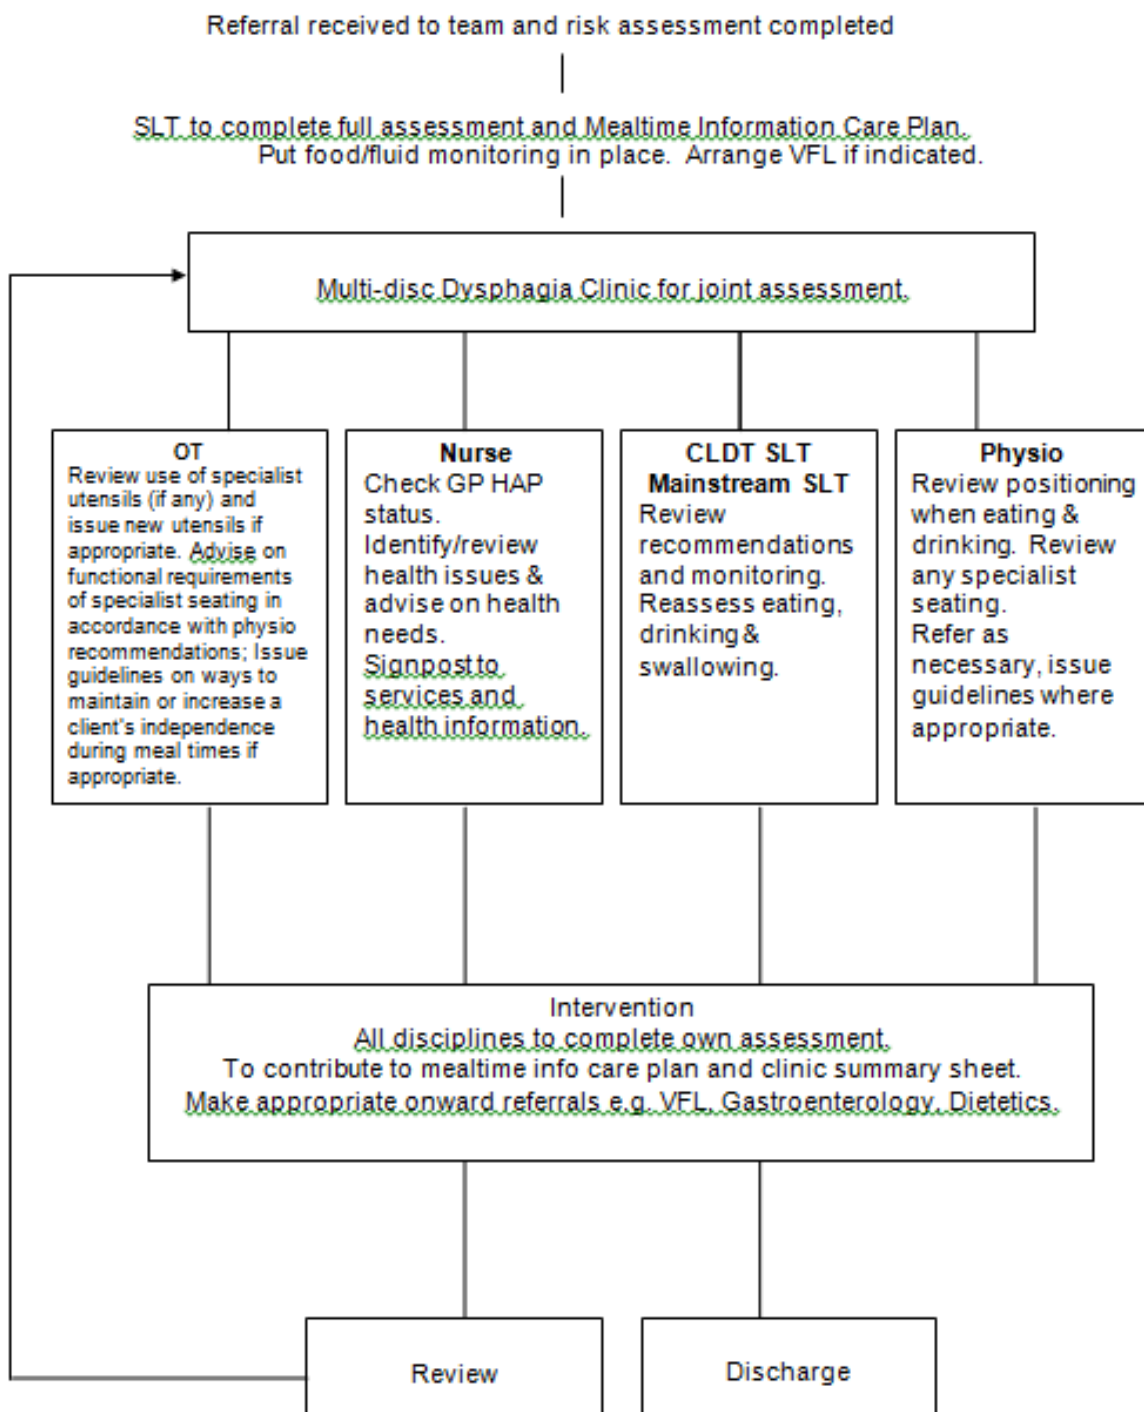 Referral received to team and risk assessment completed
SLT to complete full assessment and Mealtime Information Care Plan.
Put food/fluid monitoring in place.  Arrange VFL if indicated.
Multi-disc Dysphagia Clinic for joint assessment.
OT
Review use of specialist
utensils (if any) and
issue new utensils if
appropriate. Advise on
functional requirements
of specialist seating in
accordance with physio
recommendations; Issue
guidelines on ways to
maintain or increase a
client's independence
during meal times if
appropriate.
Nurse
Check GP HAP
status.
Identify/review
health issues &
advise on health
needs.
Signpost to
services and
health information.
CLDT SLT
Mainstream SLT
Review
recommendations
and monitoring.
Reassess eating,
drinking &
swallowing.
Physio
Review positioning
when eating &
drinking.  Review
any specialist
seating.
Refer as
necessary, issue
guidelines where
appropriate.
Intervention
All disciplines to complete own assessment.
To contribute to mealtime info care plan and clinic summary sheet.
Make appropriate onward referrals e.g. VFL, Gastroenterology, Dietetics.
Review
Discharge